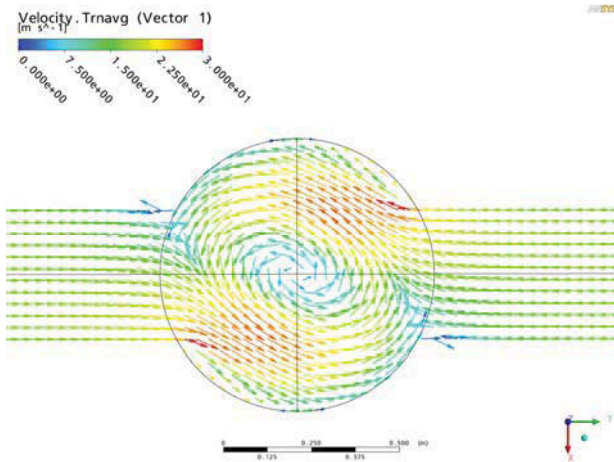 Velocity.Trnavg (Vector 1)
[m s^-1]
0.000e+00
7.500e+00
1.500e+01
2.250e+01
3.000e+01
0 0.250 0.500 (m)
0.125 0.375
Z Y
X